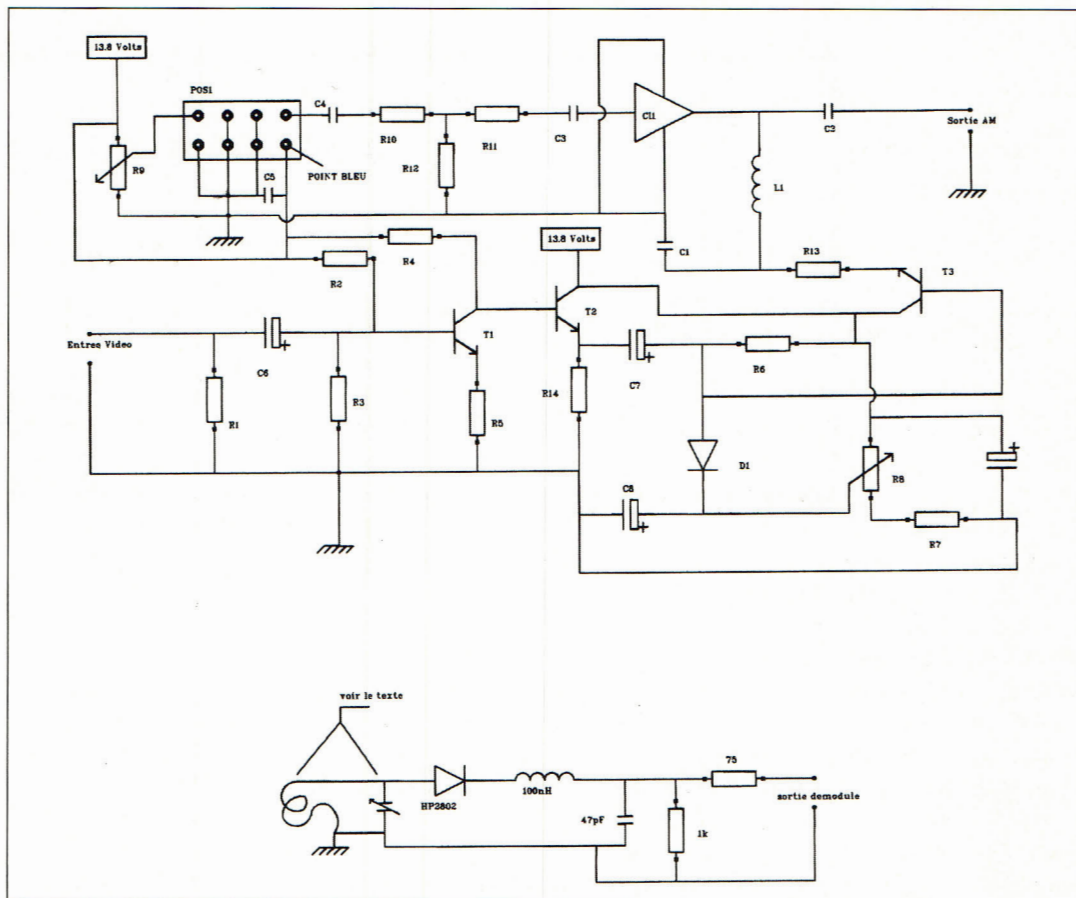 13.8 Volts
POS1
C4
R10
R11
C3
CI1
C2
Sortie AM
R9
R12
C5
POINT BLEU
L1
R4
13.8 Volts
C1
R13
T3
R2
T1
T2
Entree Video
C6
C7
R6
R1
R3
R5
R14
D1
R8
C8
R7
voir le texte
75
HP2802
100nH
sortie demodule
47pF
1k